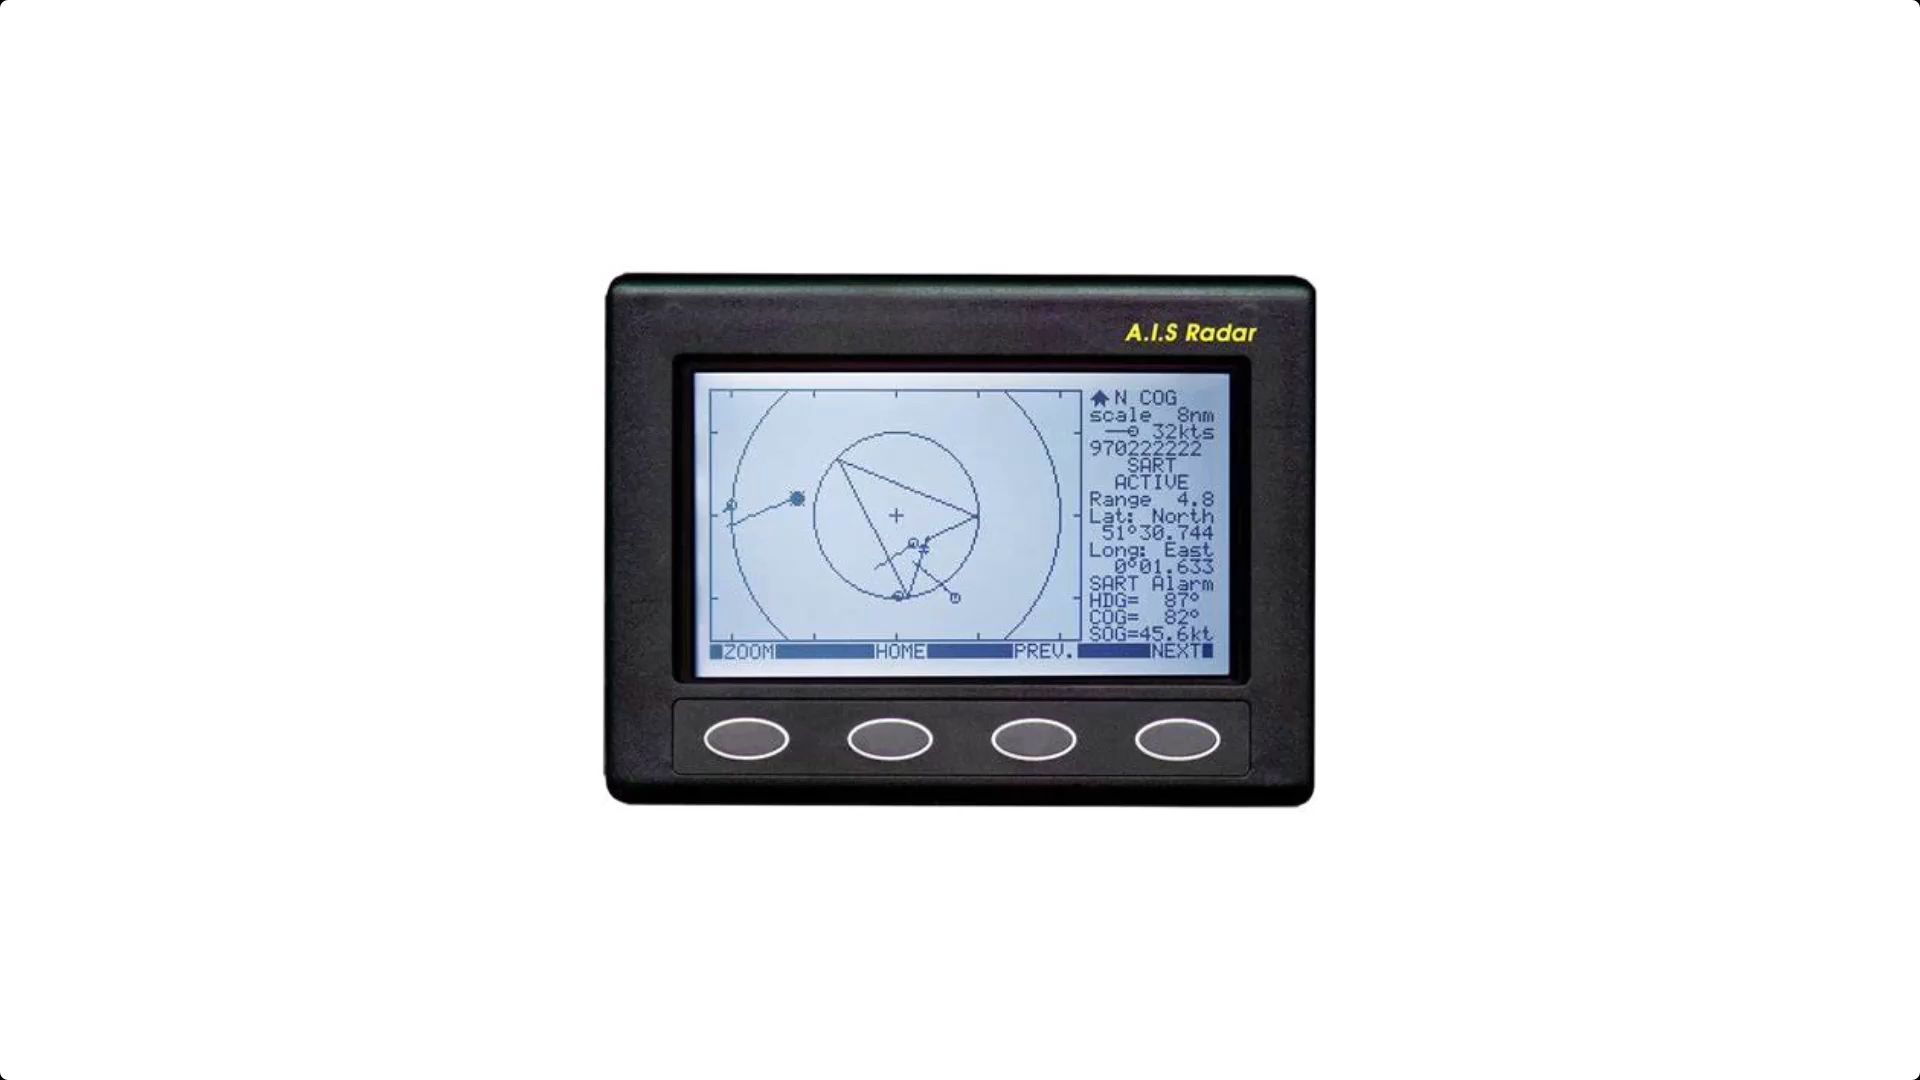 A.I.S Radar
N COG
scale 8nm
32kts
970222222
SART
ACTIVE
Range 4.8
Lat: North
51°30.744
Long: East
0°01.633
SART Alarm
HDG= 87°
COG= 82°
SOG=45.6kt
ZOOM HOME PREV. NEXT